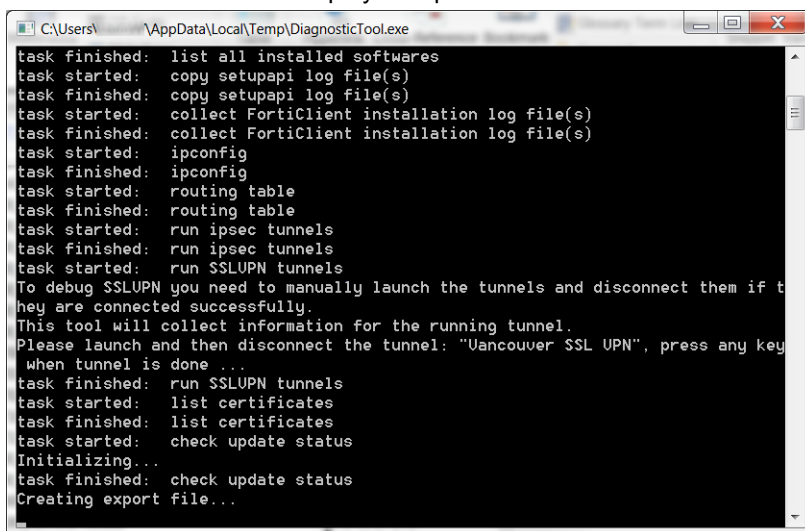 C:\Users\ \AppData\Local\Temp\DiagnosticTool.exe
task finished: list all installed softwares
task started: copy setupapi log file(s)
task finished: copy setupapi log file(s)
task started: collect FortiClient installation log file(s)
task finished: collect FortiClient installation log file(s)
task started: ipconfig
task finished: ipconfig
task started: routing table
task finished: routing table
task started: run ipsec tunnels
task finished: run ipsec tunnels
task started: run SSLVPN tunnels
To debug SSLVPN you need to manually launch the tunnels and disconnect them if t
hey are connected successfully.
This tool will collect information for the running tunnel.
Please launch and then disconnect the tunnel: "Vancouver SSL VPN", press any key
when tunnel is done ...
task finished: run SSLVPN tunnels
task started: list certificates
task finished: list certificates
task started: check update status
Initializing...
task finished: check update status
Creating export file...